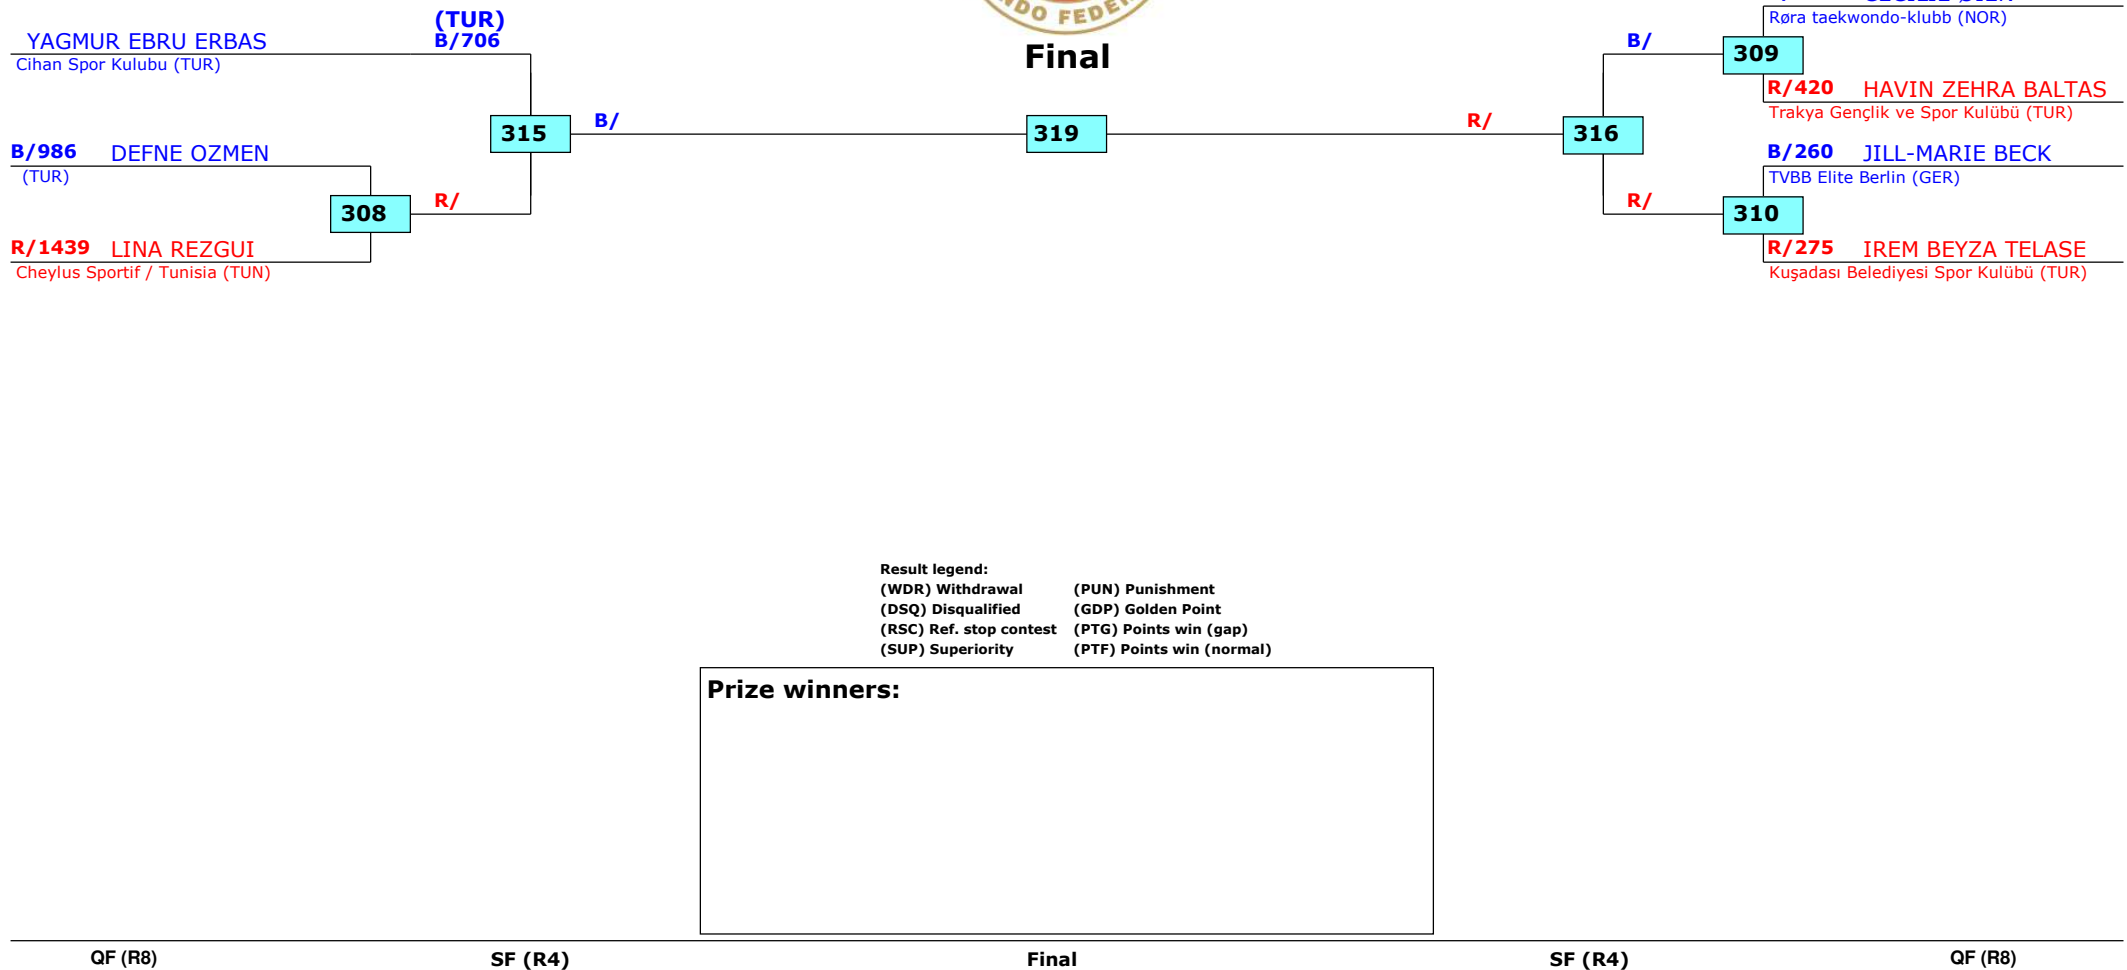 NDO FEDE
Final
YAGMUR EBRU ERBAS
Cihan Spor Kulubu (TUR)
(TUR)
B/706
B/986 DEFNE OZMEN
(TUR)
308
R/1439 LINA REZGUI
Cheylus Sportif / Tunisia (TUN)
R/
315
B/
319
R/
316
B/
R/
Røra taekwondo-klubb (NOR)
309
R/420 HAVIN ZEHRA BALTAS
Trakya Gençlik ve Spor Kulübü (TUR)
B/260 JILL-MARIE BECK
TVBB Elite Berlin (GER)
310
R/275 IREM BEYZA TELASE
Kuşadası Belediyesi Spor Kulübü (TUR)
Result legend:
(WDR) Withdrawal (PUN) Punishment
(DSQ) Disqualified (GDP) Golden Point
(RSC) Ref. stop contest (PTG) Points win (gap)
(SUP) Superiority (PTF) Points win (normal)
Prize winners:
QF (R8) SF (R4) Final SF (R4) QF (R8)